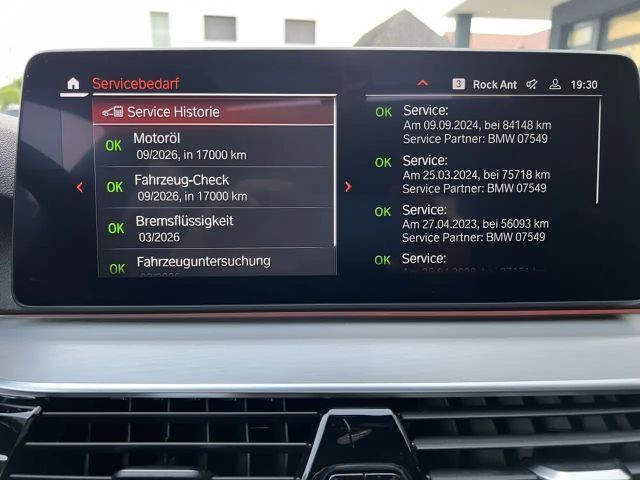 Servicebedarf
3 Rock Ant 19:30
Service Historie
OK Motoröl
09/2026, in 17000 km
OK Fahrzeug-Check
09/2026, in 17000 km
OK Bremsflüssigkeit
03/2026
OK Fahrzeuguntersuchung
OK Service:
Am 09.09.2024, bei 84148 km
Service Partner: BMW 07549
OK Service:
Am 25.03.2024, bei 75718 km
Service Partner: BMW 07549
OK Service:
Am 27.04.2023, bei 56093 km
Service Partner: BMW 07549
OK Service: